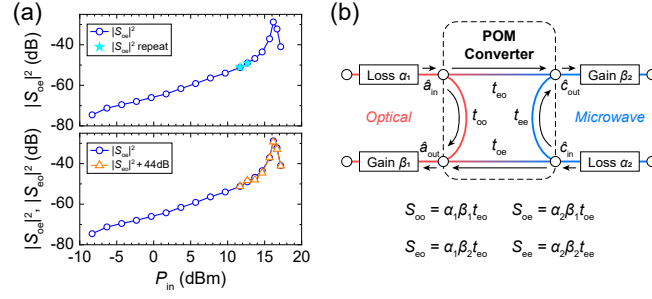 (a)
|S_oe|²
|S_oe|² repeat
|S_oe|² (dB)
-40
-60
-80
|S_oe|²
|S_eo|² + 44dB
|S_oe|², |S_eo|² (dB)
-40
-60
-80
-10 -5 0 5 10 15 20
P_in (dBm)
(b)
POM
Converter
Loss α₁
â_in
t_eo
ĉ_out
Gain β₂
Optical
t_oo
t_ee
Microwave
Gain β₁
â_out
t_oe
ĉ_in
Loss α₂
S_oo = α₁β₁t_eo S_oe = α₂β₁t_oe
S_eo = α₁β₂t_eo S_ee = α₂β₂t_ee